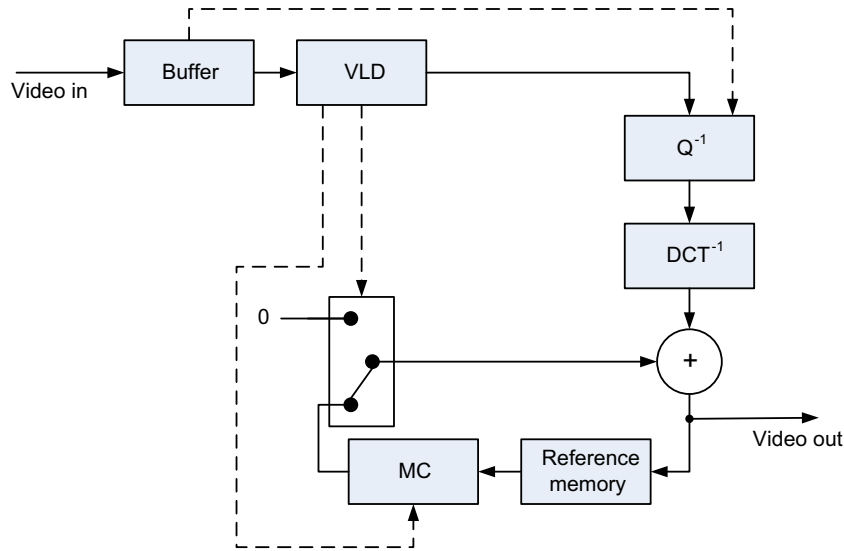 Buffer
VLD
Video in
Q⁻¹
DCT⁻¹
0
+
Video out
MC
Reference
memory